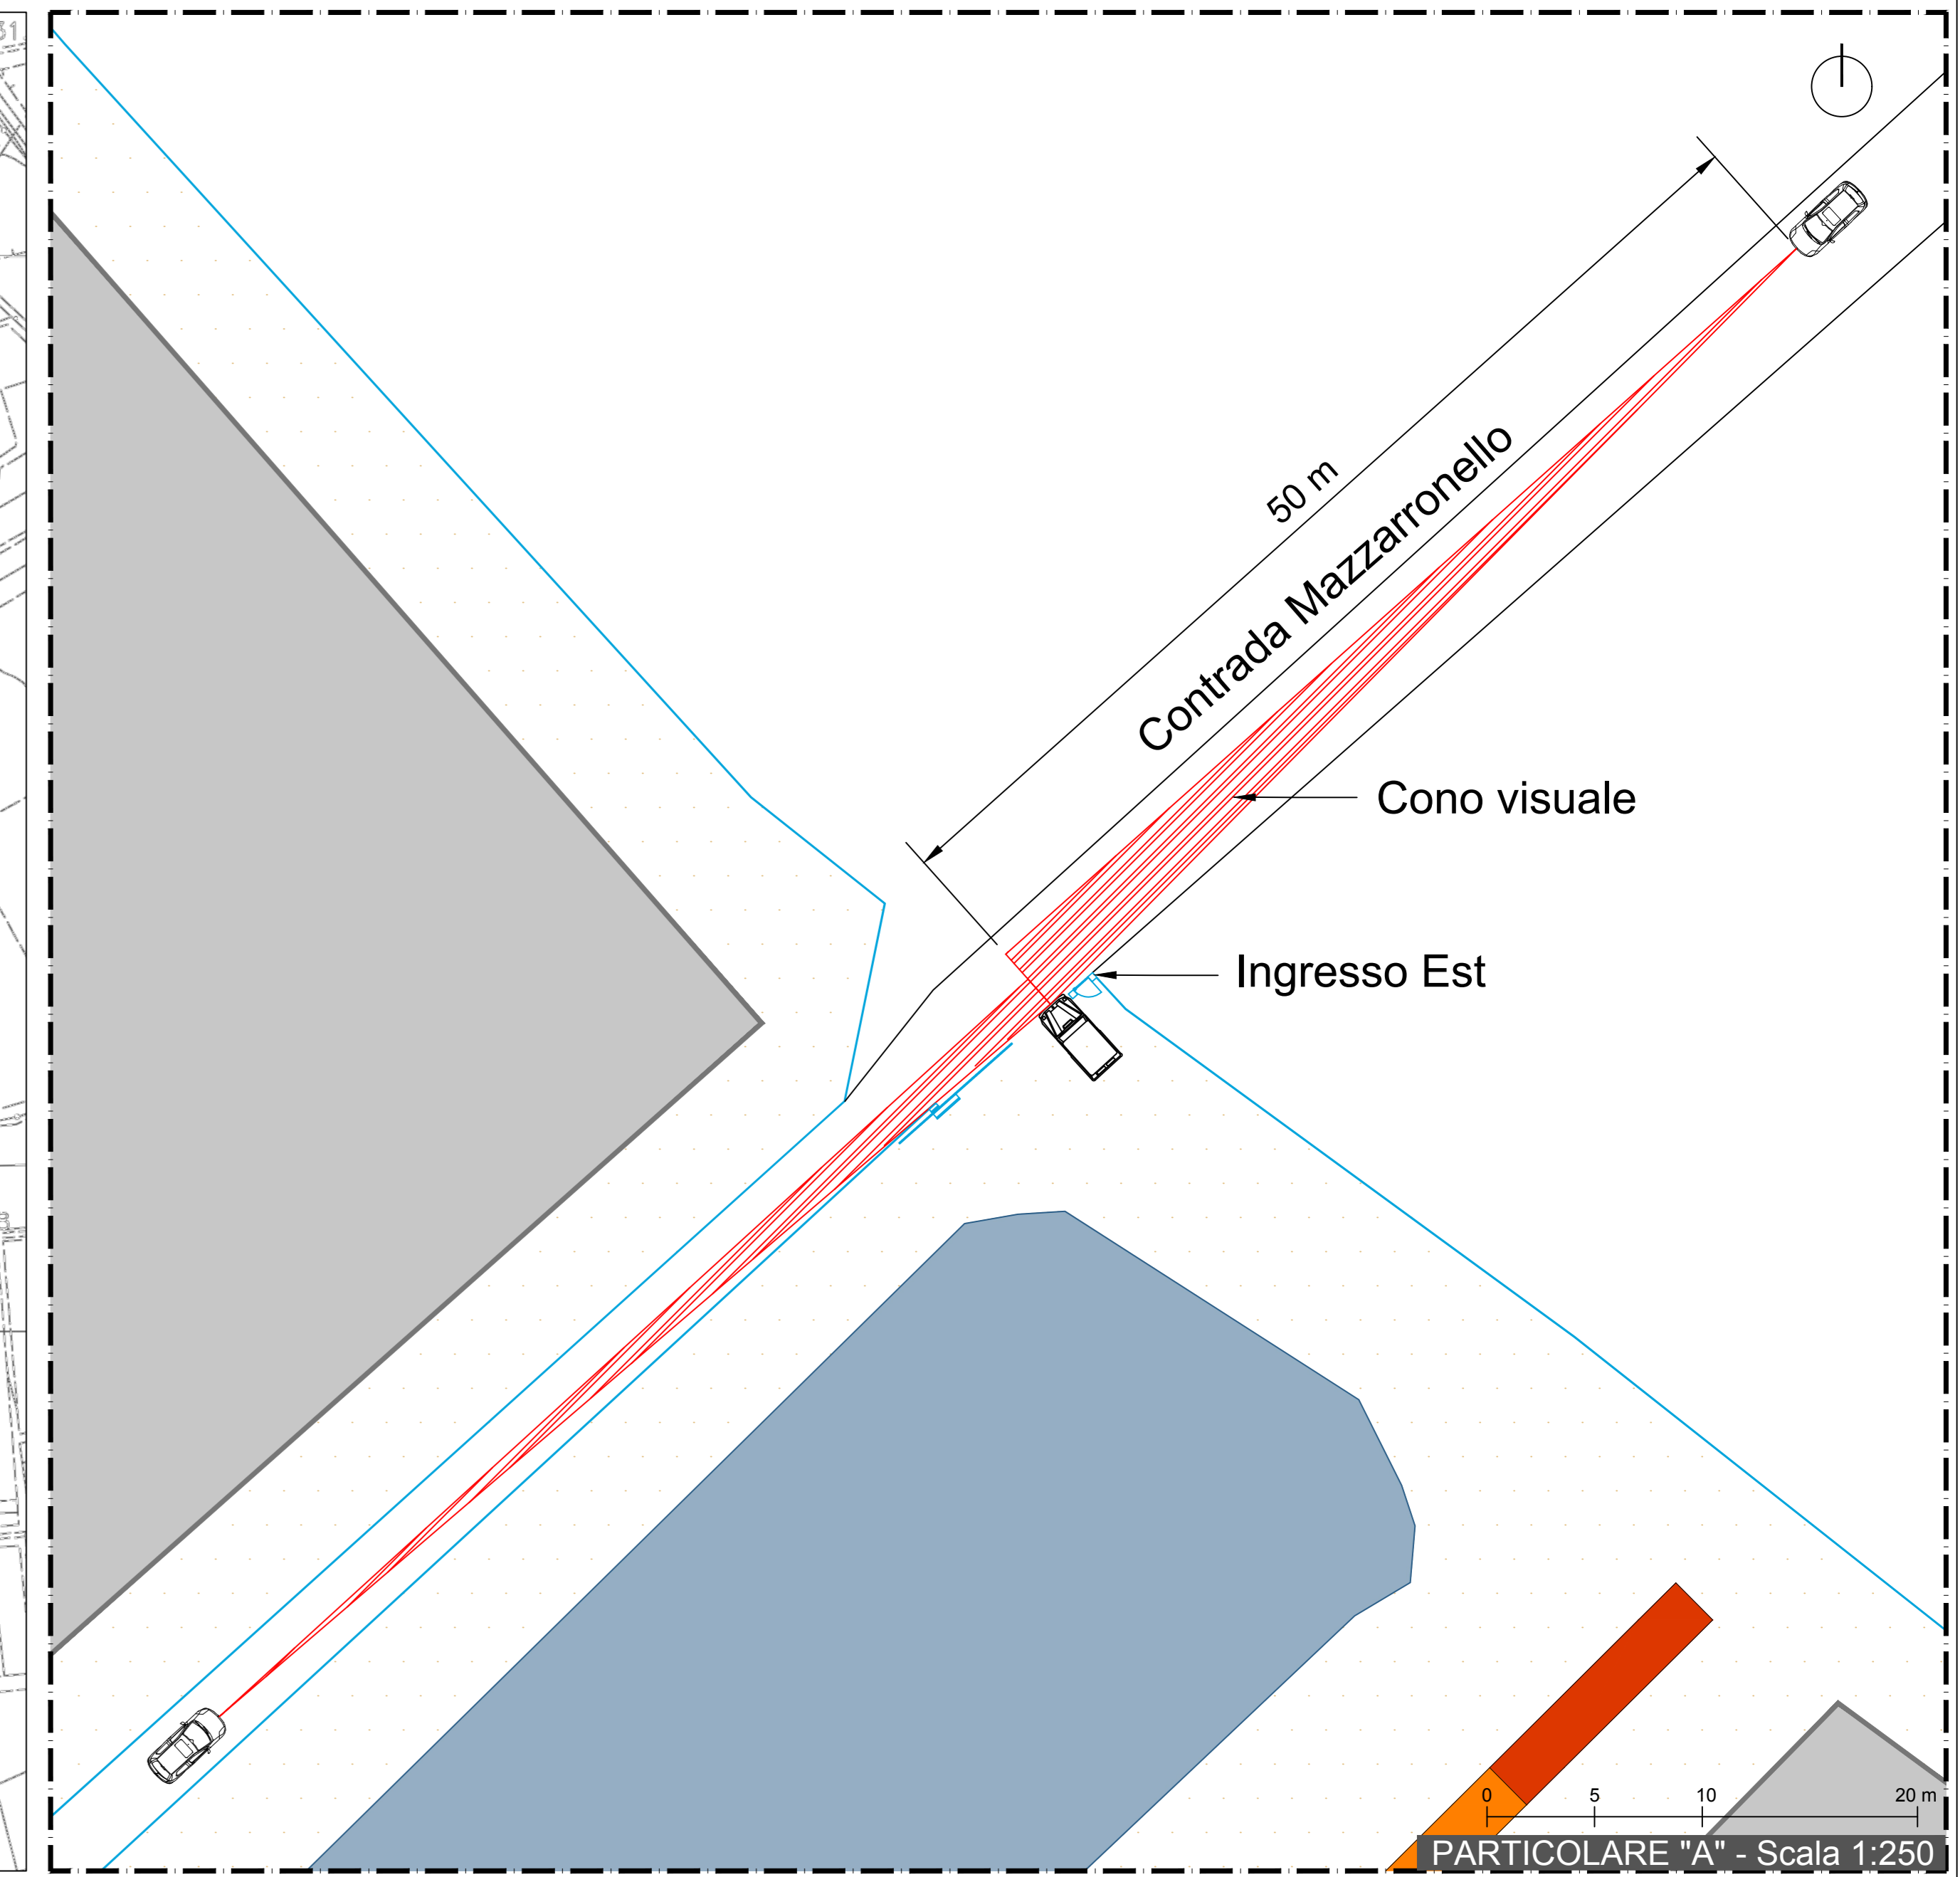 50 m
Contrada Mazzarronello
Cono visuale
Ingresso Est
0 5 10 20 m
PARTICOLARE "A" - Scala 1:250